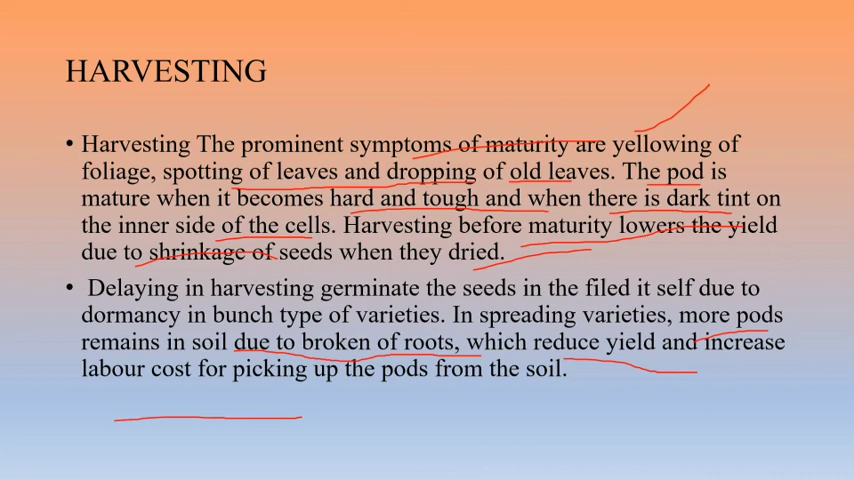 HARVESTING
• Harvesting The prominent symptoms of maturity are yellowing of
foliage, spotting of leaves and dropping of old leaves. The pod is
mature when it becomes hard and tough and when there is dark tint on
the inner side of the cells. Harvesting before maturity lowers the yield
due to shrinkage of seeds when they dried.
• Delaying in harvesting germinate the seeds in the filed it self due to
dormancy in bunch type of varieties. In spreading varieties, more pods
remains in soil due to broken of roots, which reduce yield and increase
labour cost for picking up the pods from the soil.